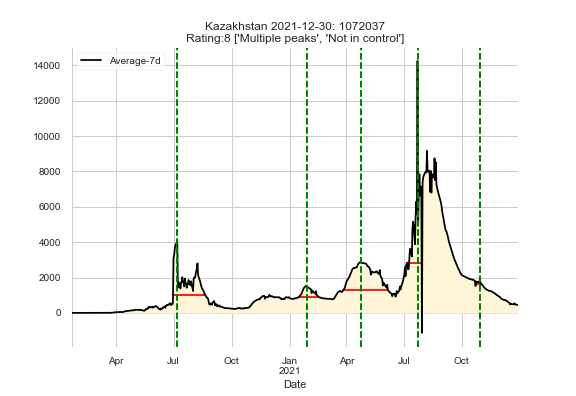 Kazakhstan 2021-12-30: 1072037
Rating:8 ['Multiple peaks', 'Not in control']
Average-7d
14000
12000
10000
8000
6000
4000
2000
0
Apr Jul Oct Jan Apr Jul Oct
2021
Date